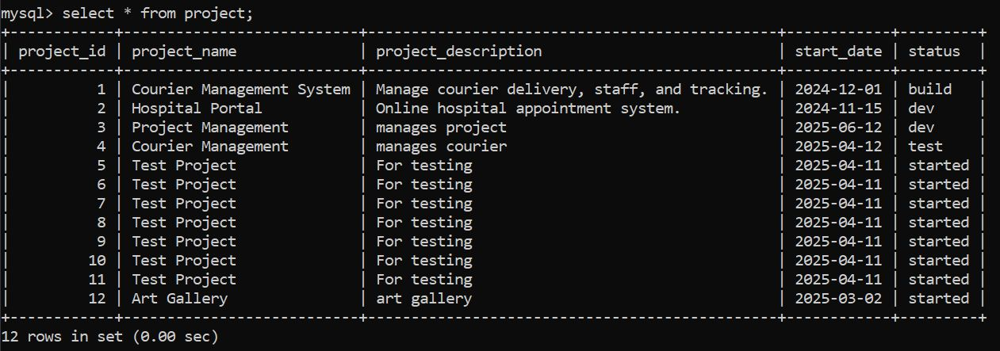 mysql> select * from project;
+------------+---------------------------+------------------------------------------------+------------+---------+
| project_id | project_name              | project_description                            | start_date | status  |
+------------+---------------------------+------------------------------------------------+------------+---------+
|          1 | Courier Management System | Manage courier delivery, staff, and tracking. | 2024-12-01 | build   |
|          2 | Hospital Portal           | Online hospital appointment system.            | 2024-11-15 | dev     |
|          3 | Project Management        | manages project                                | 2025-06-12 | dev     |
|          4 | Courier Management        | manages courier                                | 2025-04-12 | test    |
|          5 | Test Project              | For testing                                    | 2025-04-11 | started |
|          6 | Test Project              | For testing                                    | 2025-04-11 | started |
|          7 | Test Project              | For testing                                    | 2025-04-11 | started |
|          8 | Test Project              | For testing                                    | 2025-04-11 | started |
|          9 | Test Project              | For testing                                    | 2025-04-11 | started |
|         10 | Test Project              | For testing                                    | 2025-04-11 | started |
|         11 | Test Project              | For testing                                    | 2025-04-11 | started |
|         12 | Art Gallery               | art gallery                                    | 2025-03-02 | started |
+------------+---------------------------+------------------------------------------------+------------+---------+
12 rows in set (0.00 sec)